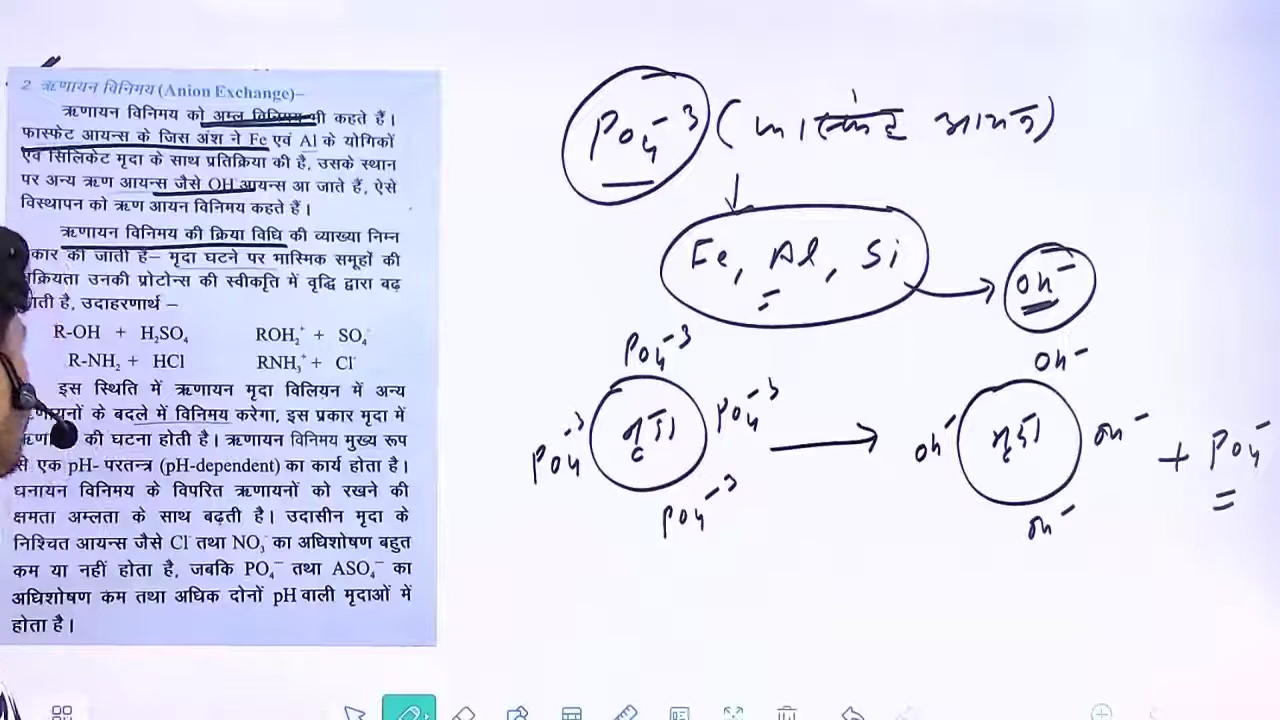 2 ऋणायन विनिमय (Anion Exchange)–
ऋणायन विनिमय को अम्ल विनिमय भी कहते हैं।
फास्फेट आयन्स के जिस अंश ने Fe एवं Al के योगिकों
एवं सिलिकेट मृदा के साथ प्रतिक्रिया की है, उसके स्थान
पर अन्य ऋण आयन्स जैसे OH आयन्स आ जाते हैं, ऐसे
विस्थापन को ऋण आयन विनिमय कहते हैं।
ऋणायन विनिमय की क्रिया विधि की व्याख्या निम्न
कार की जाती है– मृदा घटने पर भास्मिक समूहों की
क्रियता उनकी प्रोटोन्स की स्वीकृति में वृद्धि द्वारा बढ़
ाती है, उदाहरणार्थ –
R-OH + H₂SO₄ ROH₂⁺ + SO₄⁻
R-NH₂ + HCl RNH₃⁺ + Cl⁻
इस स्थिति में ऋणायन मृदा विलियन में अन्य
णायनों के बदले में विनिमय करेगा, इस प्रकार मृदा में
की घटना होती है। ऋणायन विनिमय मुख्य रूप
से एक pH- परतन्त्र (pH-dependent) का कार्य होता है।
धनायन विनिमय के विपरित ऋणायनों को रखने की
क्षमता अम्लता के साथ बढ़ती है। उदासीन मृदा के
निश्चित आयन्स जैसे Cl⁻ तथा NO₃⁻ का अधिशोषण बहुत
कम या नहीं होता है, जबकि PO₄⁻ तथा ASO₄⁻ का
अधिशोषण कम तथा अधिक दोनों pH वाली मृदाओं में
होता है।
PO₄⁻³ (फास्फेट आयन)
Fe, Al, Si
OH⁻
PO₄⁻³
PO₄⁻³ मृदा PO₄⁻³
PO₄⁻³
OH⁻
OH⁻ मृदा OH⁻ + PO₄⁻
OH⁻